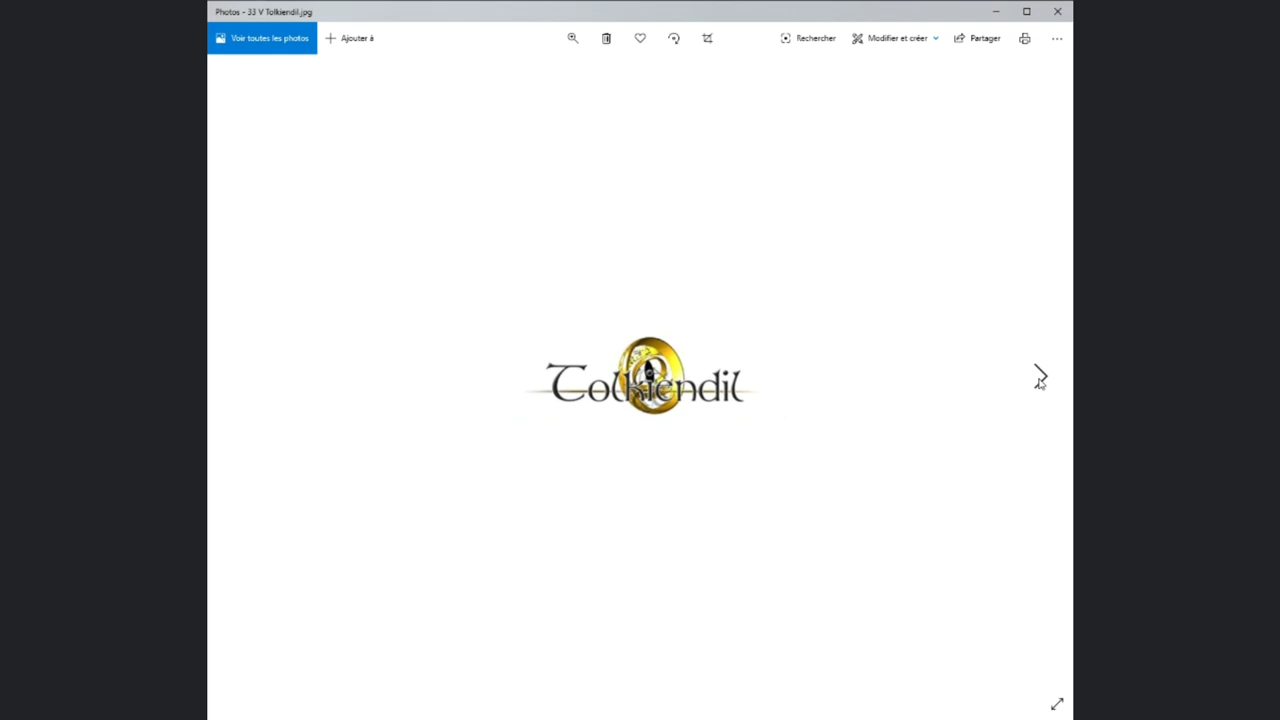 Photos - 33 V Tolkiendil.jpg
Voir toutes les photos
Ajouter à
Rechercher
Modifier et créer
Partager
Tolkiendil